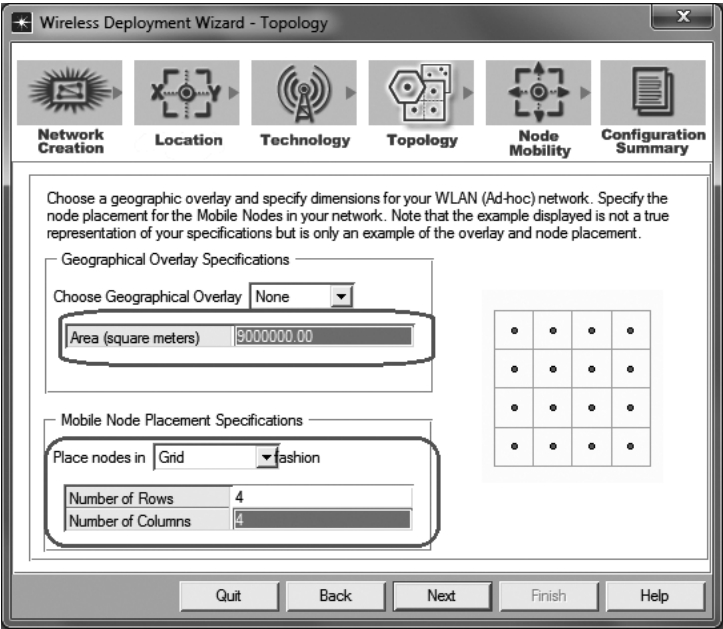 Wireless Deployment Wizard - Topology
X
X Y
Network Creation
Location
Technology
Topology
Node Mobility
Configuration Summary
Choose a geographic overlay and specify dimensions for your WLAN (Ad-hoc) network. Specify the
node placement for the Mobile Nodes in your network. Note that the example displayed is not a true
representation of your specifications but is only an example of the overlay and node placement.
Geographical Overlay Specifications
Choose Geographical Overlay None
Area (square meters) 9000000.00
Mobile Node Placement Specifications
Place nodes in Grid fashion
Number of Rows 4
Number of Columns 4
Quit Back Next Finish Help